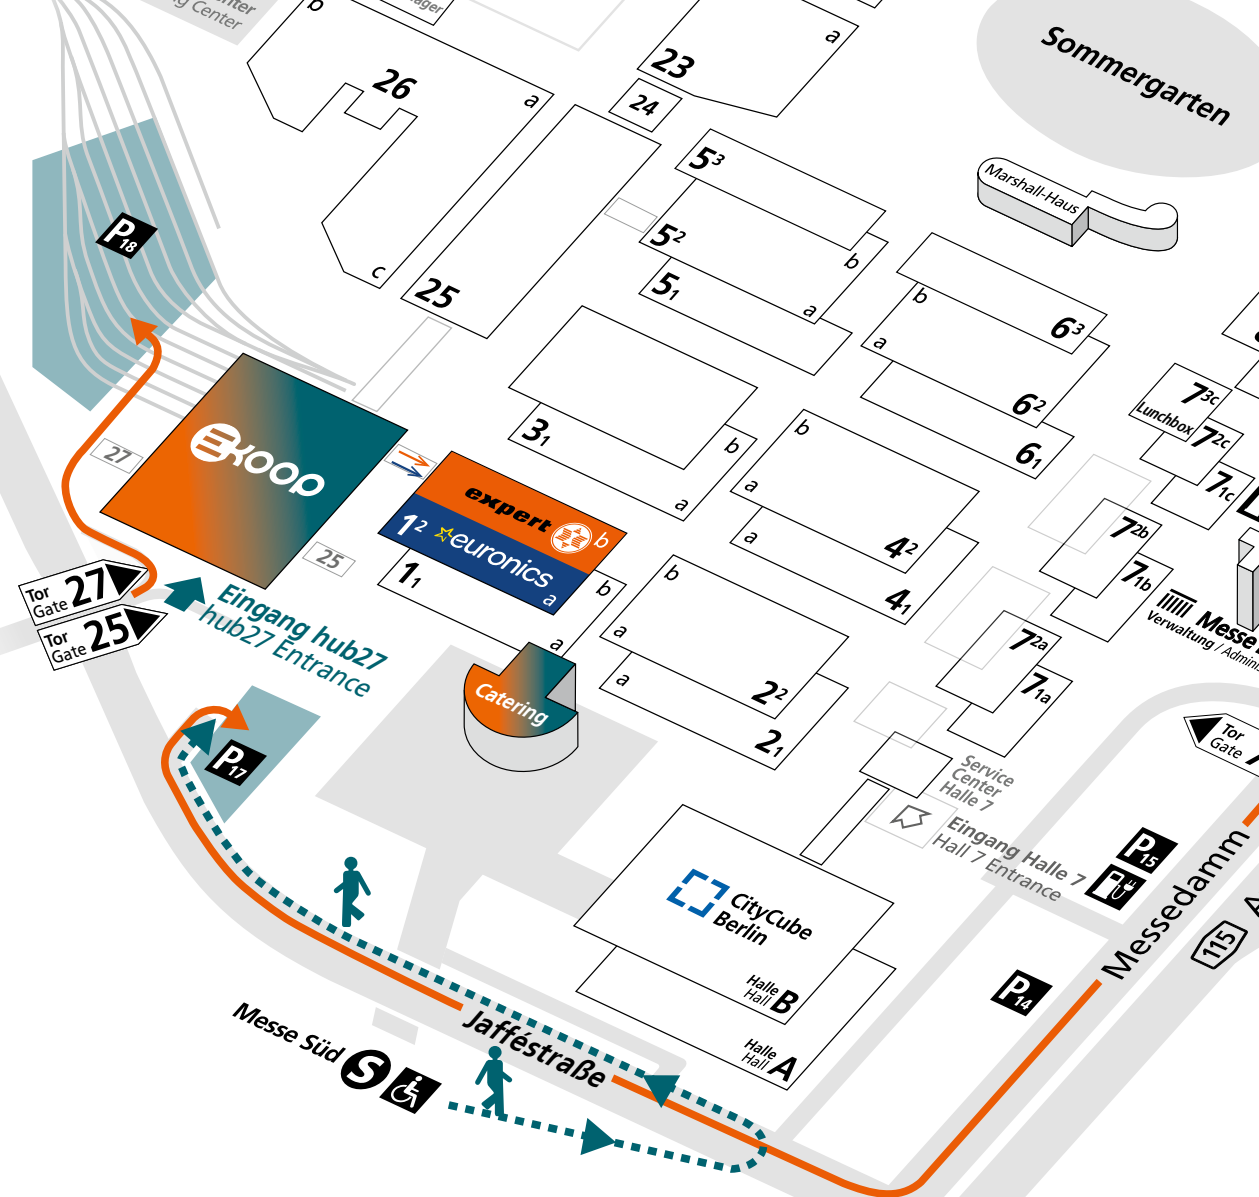 Center
b
26
a
c
25
23
a
24
Sommergarten
Marshall-Haus
5³
5²
b
a
5₁
b
6³
a
6²
6₁
7³ᶜ
Lunchbox
7²ᶜ
7₁c
7²ᵇ
7₁b
7²ᵃ
7₁a
P18
3₁
b
a
b
a
4²
a
4₁
ekoop
27
25
expert
b
1²
euronics
a
1₁
b
a
b
a
2²
a
2₁
Tor
Gate 27
Tor
Gate 25
Eingang hub27
hub27 Entrance
Catering
P17
Messe
Verwaltung / Admini
Tor
Gate
Service
Center
Halle 7
Eingang Halle 7
Hall 7 Entrance
P15
Messedamm
115
A
P14
CityCube
Berlin
Halle
Hall B
Halle
Hall A
Jafféstraße
Messe Süd
S